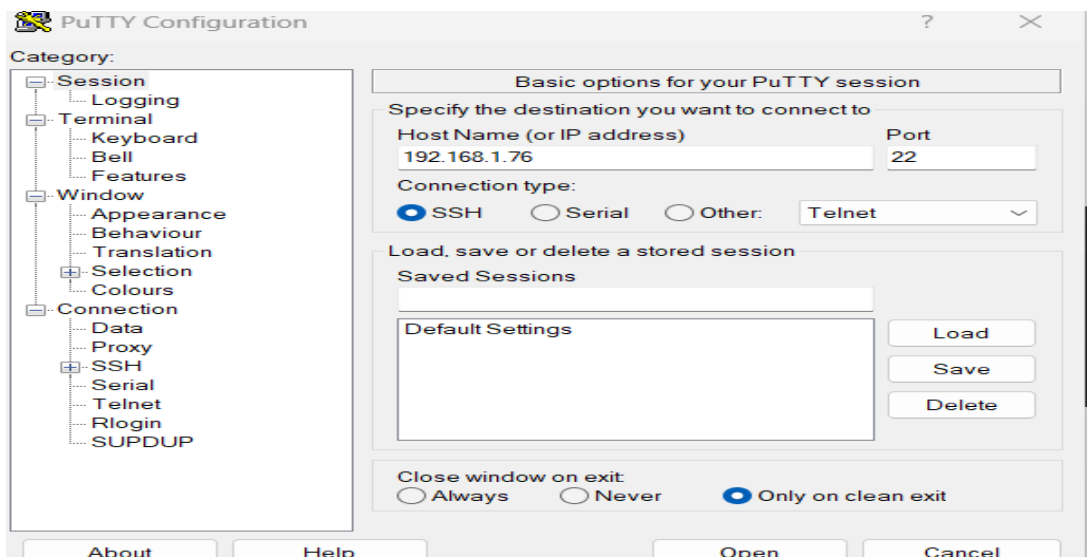 PuTTY Configuration
?
Category:
Session
Logging
Terminal
Keyboard
Bell
Features
Window
Appearance
Behaviour
Translation
Selection
Colours
Connection
Data
Proxy
SSH
Serial
Telnet
Rlogin
SUPDUP
Basic options for your PuTTY session
Specify the destination you want to connect to
Host Name (or IP address) Port
192.168.1.76 22
Connection type:
SSH Serial Other: Telnet
Load, save or delete a stored session
Saved Sessions
Default Settings
Load
Save
Delete
Close window on exit:
Always Never Only on clean exit
About Help Open Cancel